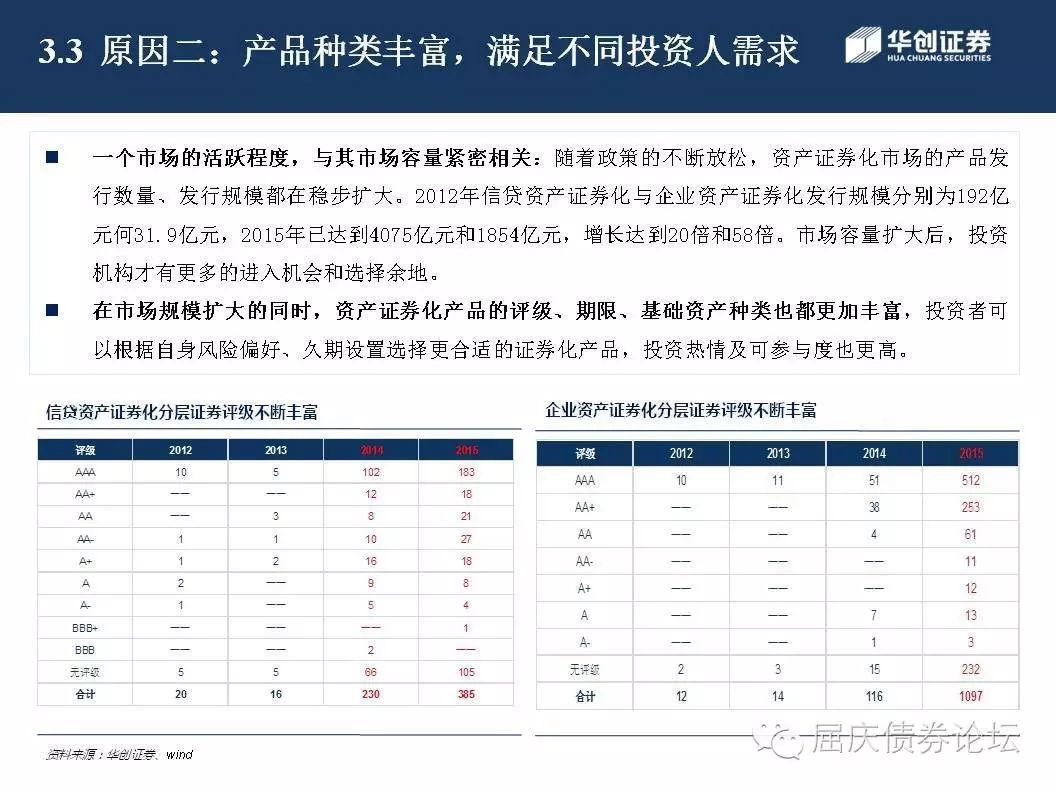 3.3 原因二：产品种类丰富，满足不同投资人需求
华创证券
HUA CHUANG SECURITIES
■ 一个市场的活跃程度，与其市场容量紧密相关：随着政策的不断放松，资产证券化市场的产品发
行数量、发行规模都在稳步扩大。2012年信贷资产证券化与企业资产证券化发行规模分别为192亿
元何31.9亿元，2015年已达到4075亿元和1854亿元，增长达到20倍和58倍。市场容量扩大后，投资
机构才有更多的进入机会和选择余地。
■ 在市场规模扩大的同时，资产证券化产品的评级、期限、基础资产种类也都更加丰富，投资者可
以根据自身风险偏好、久期设置选择更合适的证券化产品，投资热情及可参与度也更高。
信贷资产证券化分层证券评级不断丰富
评级 2012 2013 2014 2015
AAA 10 5 102 183
AA+ —— —— 12 18
AA —— 3 8 21
AA- 1 1 10 27
A+ 1 2 16 18
A 2 —— 9 8
A- 1 —— 5 4
BBB+ —— —— —— 1
BBB —— —— 2 ——
无评级 5 5 66 105
合计 20 16 230 385
企业资产证券化分层证券评级不断丰富
评级 2012 2013 2014 2015
AAA 10 11 51 512
AA+ —— —— 38 253
AA —— —— 4 61
AA- —— —— —— 11
A+ —— —— —— 12
A —— —— 7 13
A- —— —— 1 3
无评级 2 3 15 232
合计 12 14 116 1097
资料来源：华创证券、wind
屈庆债券论坛